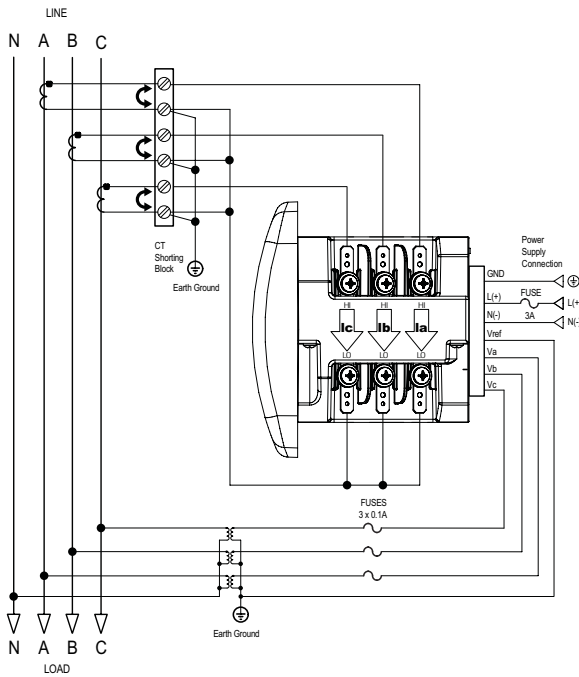 LINE
N A B C
CT
Shorting
Block
Earth Ground
Power
Supply
Connection
GND
FUSE
L(+)
L(+
3A
N(-)
N(-
Vref
Va
Vb
Vc
HI HI HI
Ic Ib Ia
LO LO LO
FUSES
3 x 0.1A
Earth Ground
N A B C
LOAD